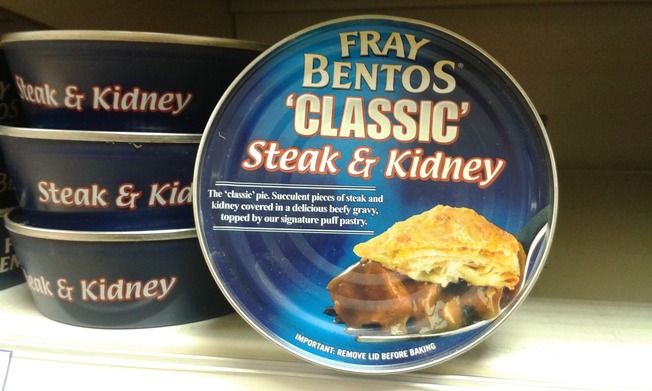 FRAY
BENTOS®
'CLASSIC'
Steak & Kidney
The 'classic' pie. Succulent pieces of steak and
kidney covered in a delicious beefy gravy,
topped by our signature puff pastry.
IMPORTANT: REMOVE LID BEFORE BAKING
Steak & Kidney
Steak & Kid
eak & Kidney